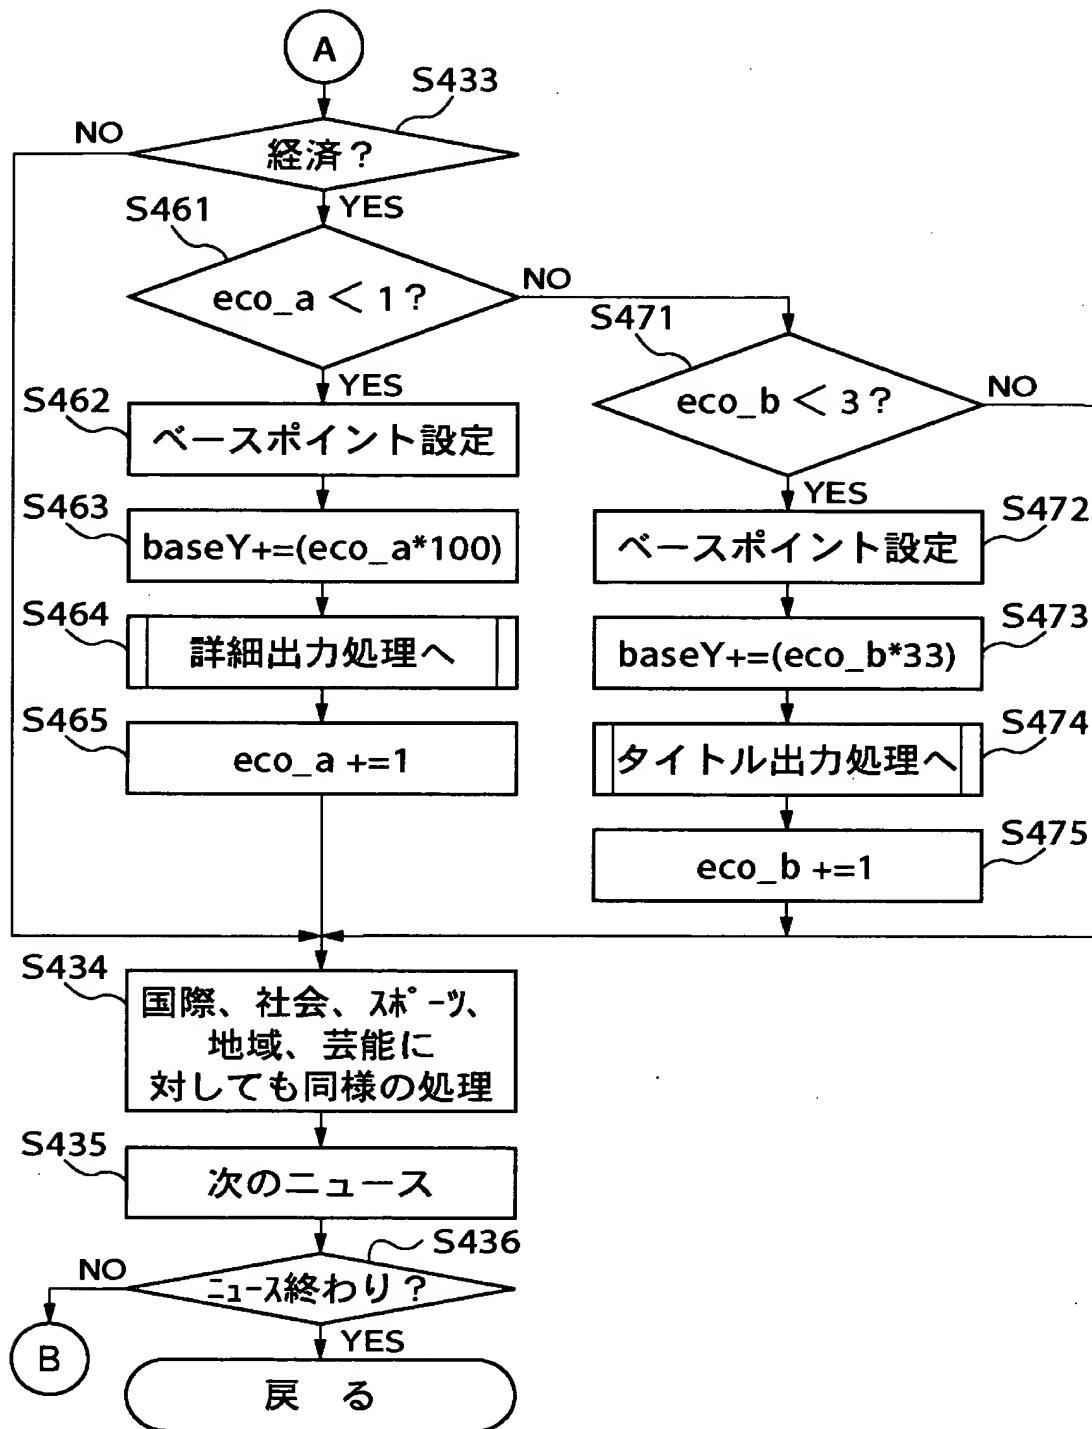 A
S433
NO
経済？
YES
S461
eco_a < 1？
NO
YES
S471
eco_b < 3？
NO
YES
S462
ベースポイント設定
S463
baseY+=(eco_a*100)
S464
詳細出力処理へ
S465
eco_a +=1
S472
ベースポイント設定
S473
baseY+=(eco_b*33)
S474
タイトル出力処理へ
S475
eco_b +=1
S434
国際、社会、ｽﾎﾟｰﾂ、
地域、芸能に
対しても同様の処理
S435
次のニュース
S436
NO
ﾆｭｰｽ終わり？
YES
B
戻 る